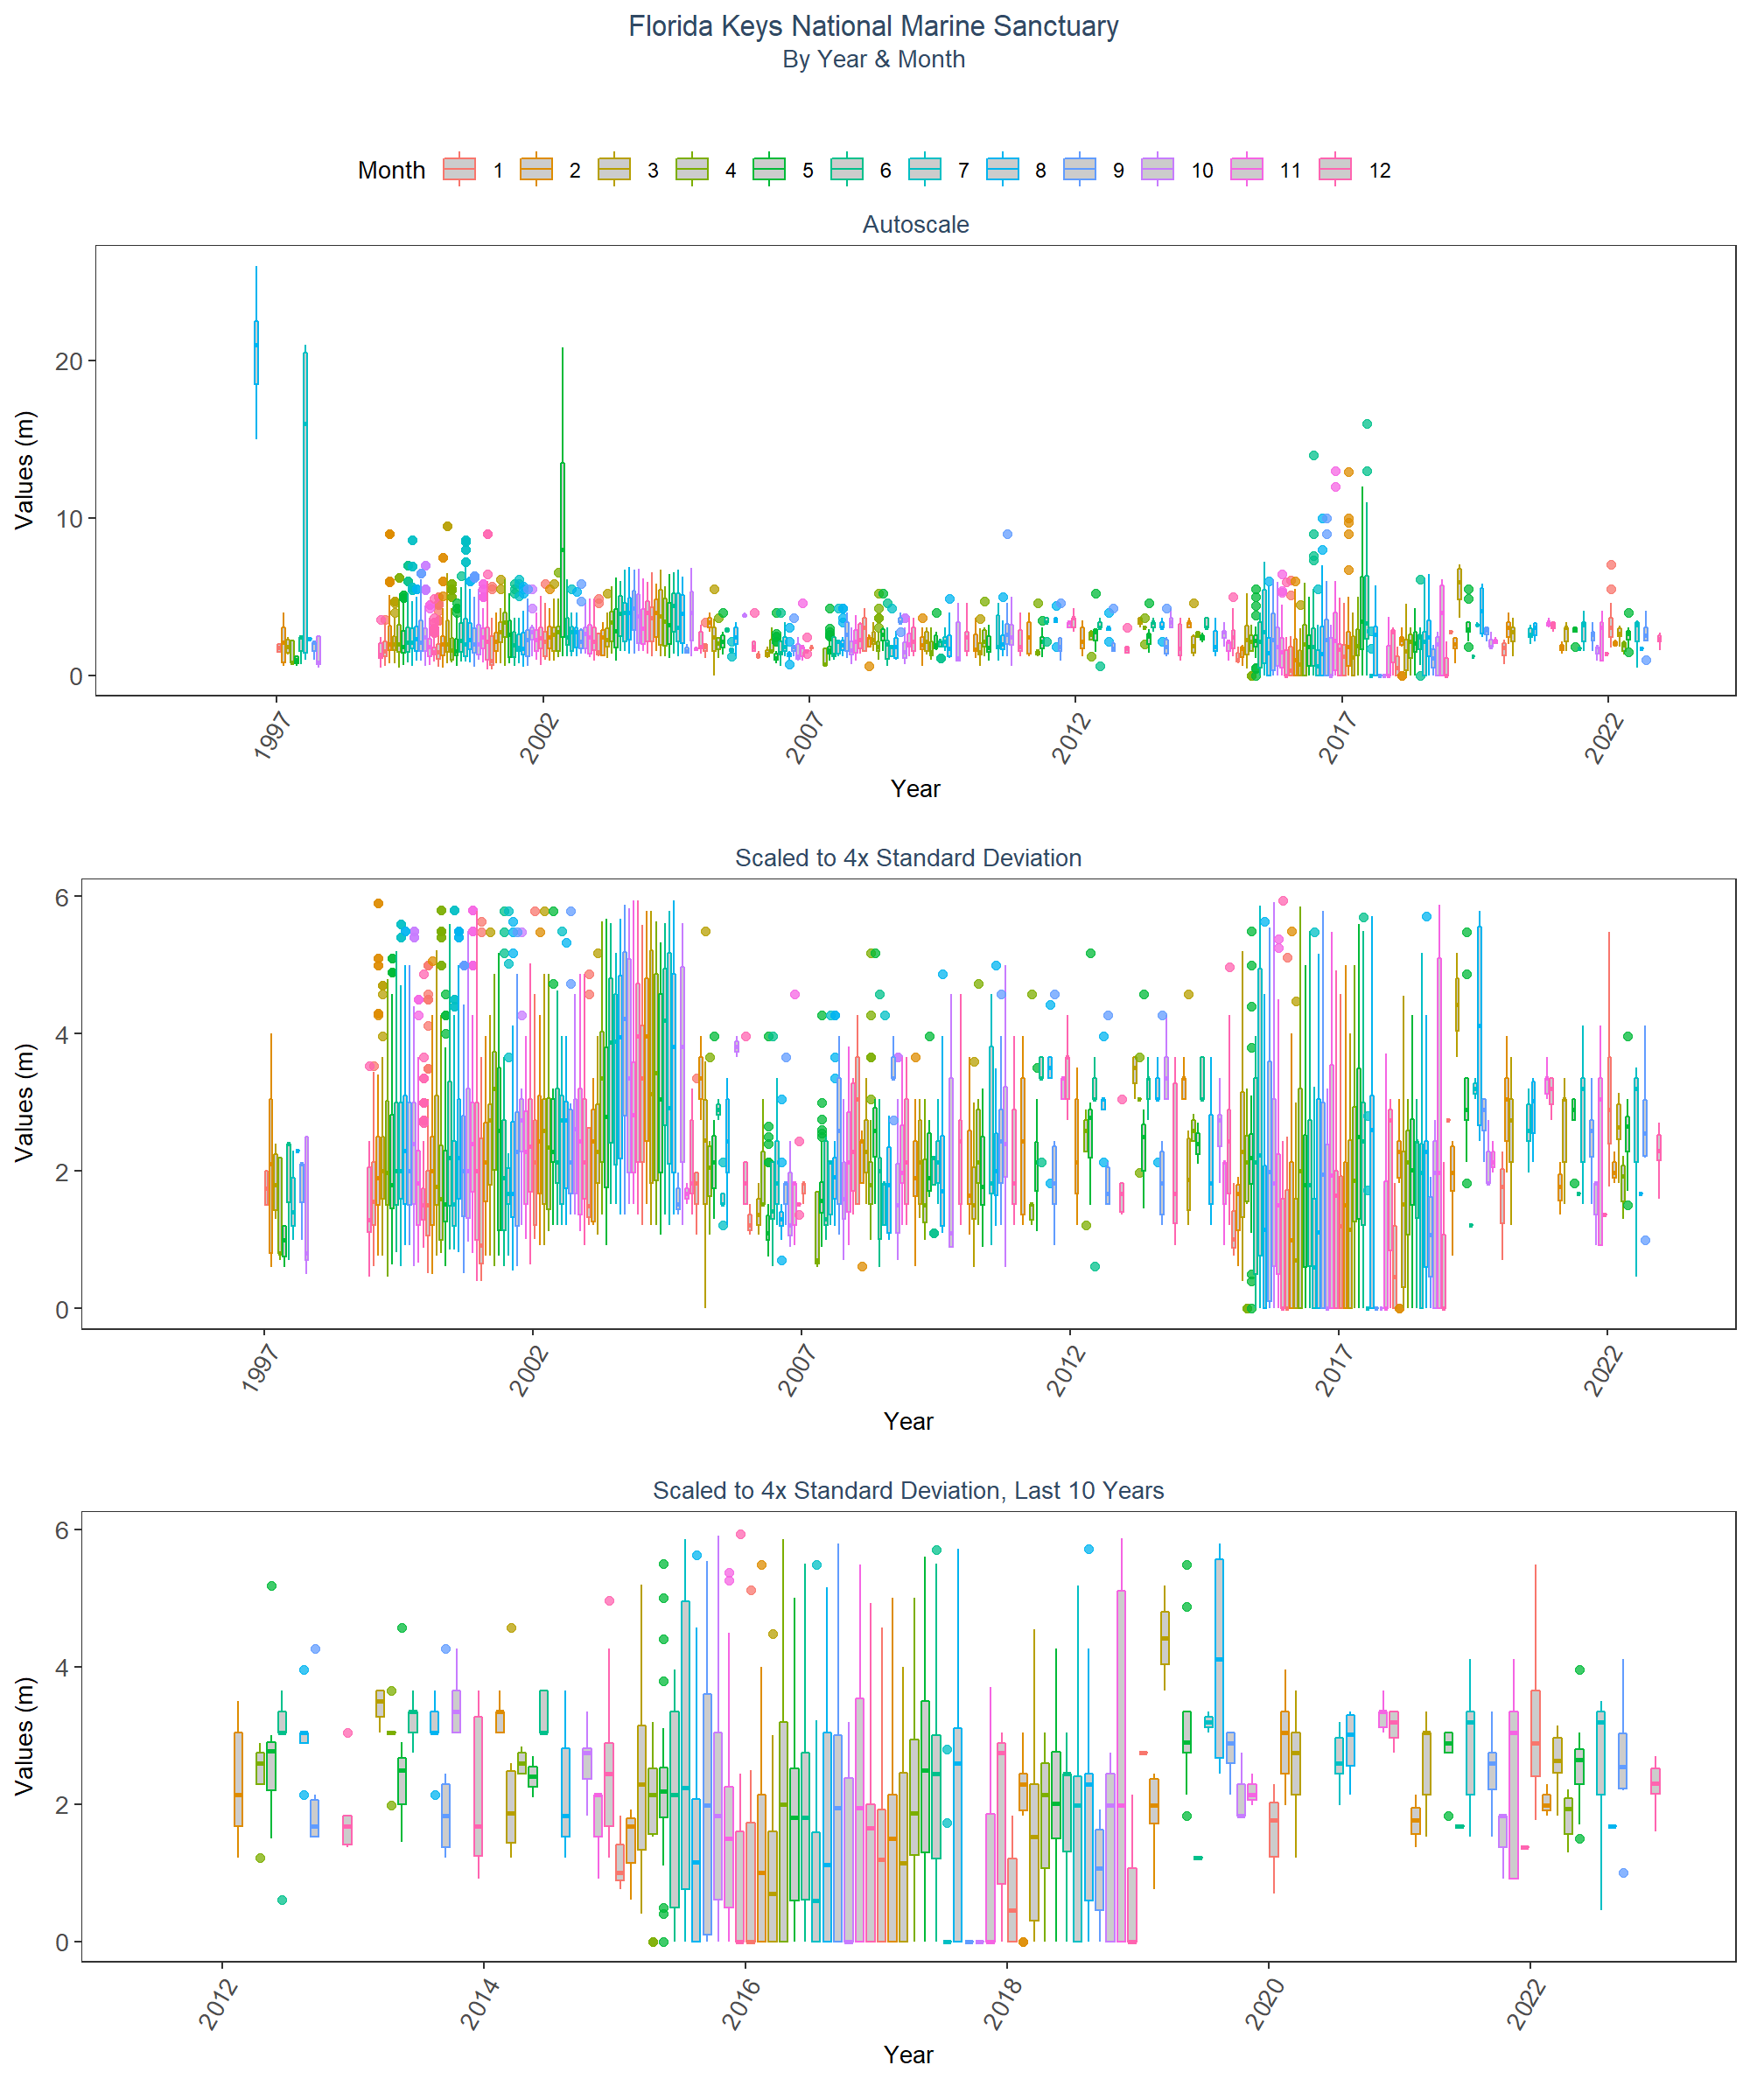 Florida Keys National Marine Sanctuary
By Year & Month
Month 1 2 3 4 5 6 7 8 9 10 11 12
Autoscale
Values (m)
20
10
0
1997 2002 2007 2012 2017 2022
Year
Scaled to 4x Standard Deviation
Values (m)
6
4
2
0
1997 2002 2007 2012 2017 2022
Year
Scaled to 4x Standard Deviation, Last 10 Years
Values (m)
6
4
2
0
2012 2014 2016 2018 2020 2022
Year